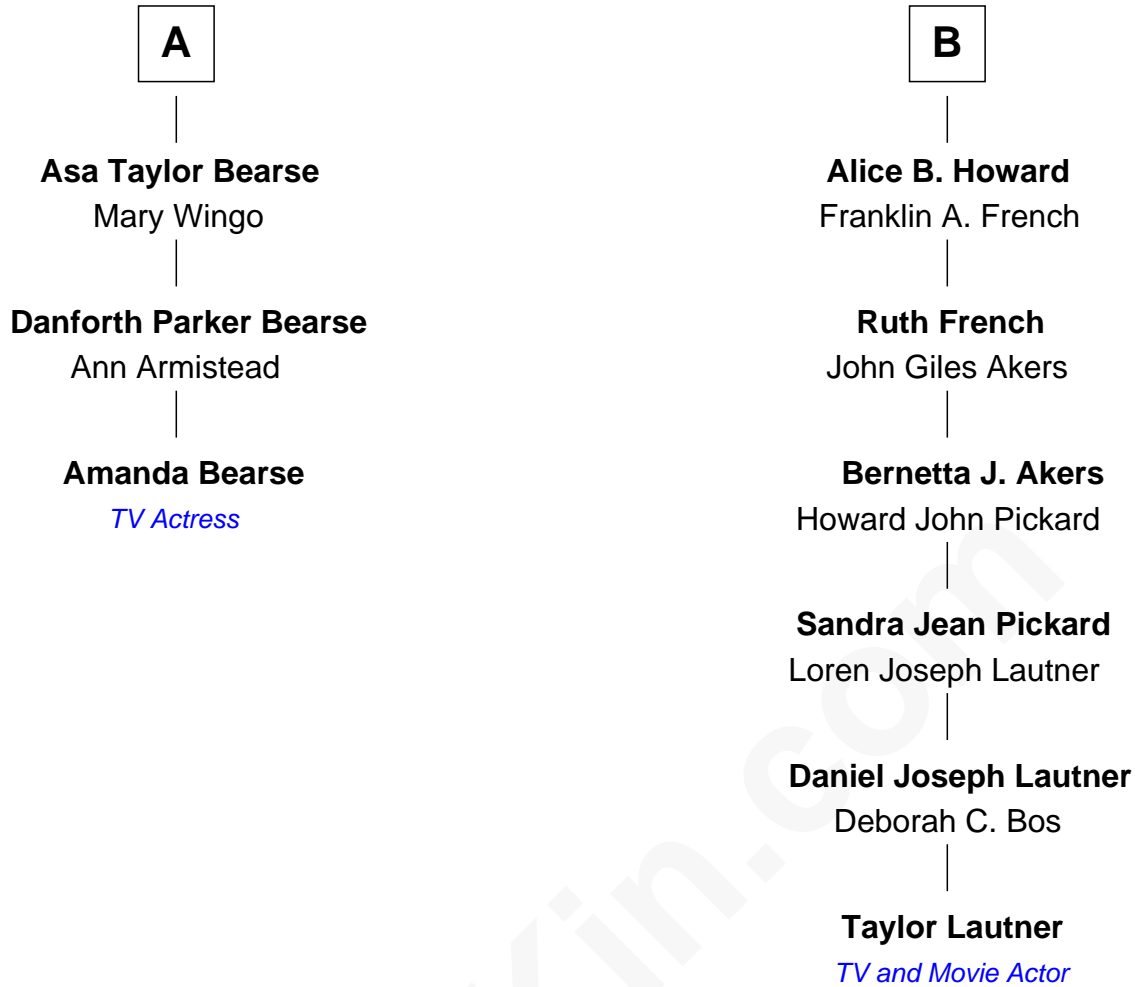 A
Asa Taylor Bearse
Mary Wingo
Danforth Parker Bearse
Ann Armistead
Amanda Bearse
TV Actress
B
Alice B. Howard
Franklin A. French
Ruth French
John Giles Akers
Bernetta J. Akers
Howard John Pickard
Sandra Jean Pickard
Loren Joseph Lautner
Daniel Joseph Lautner
Deborah C. Bos
Taylor Lautner
TV and Movie Actor
Kin.com